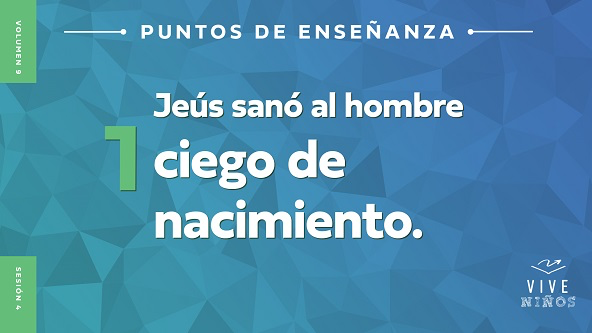 VOLUMEN 9
PUNTOS DE ENSEÑANZA
1
Jeús sanó al hombre
ciego de
nacimiento.
SESIÓN 4
VIVE
NIÑOS